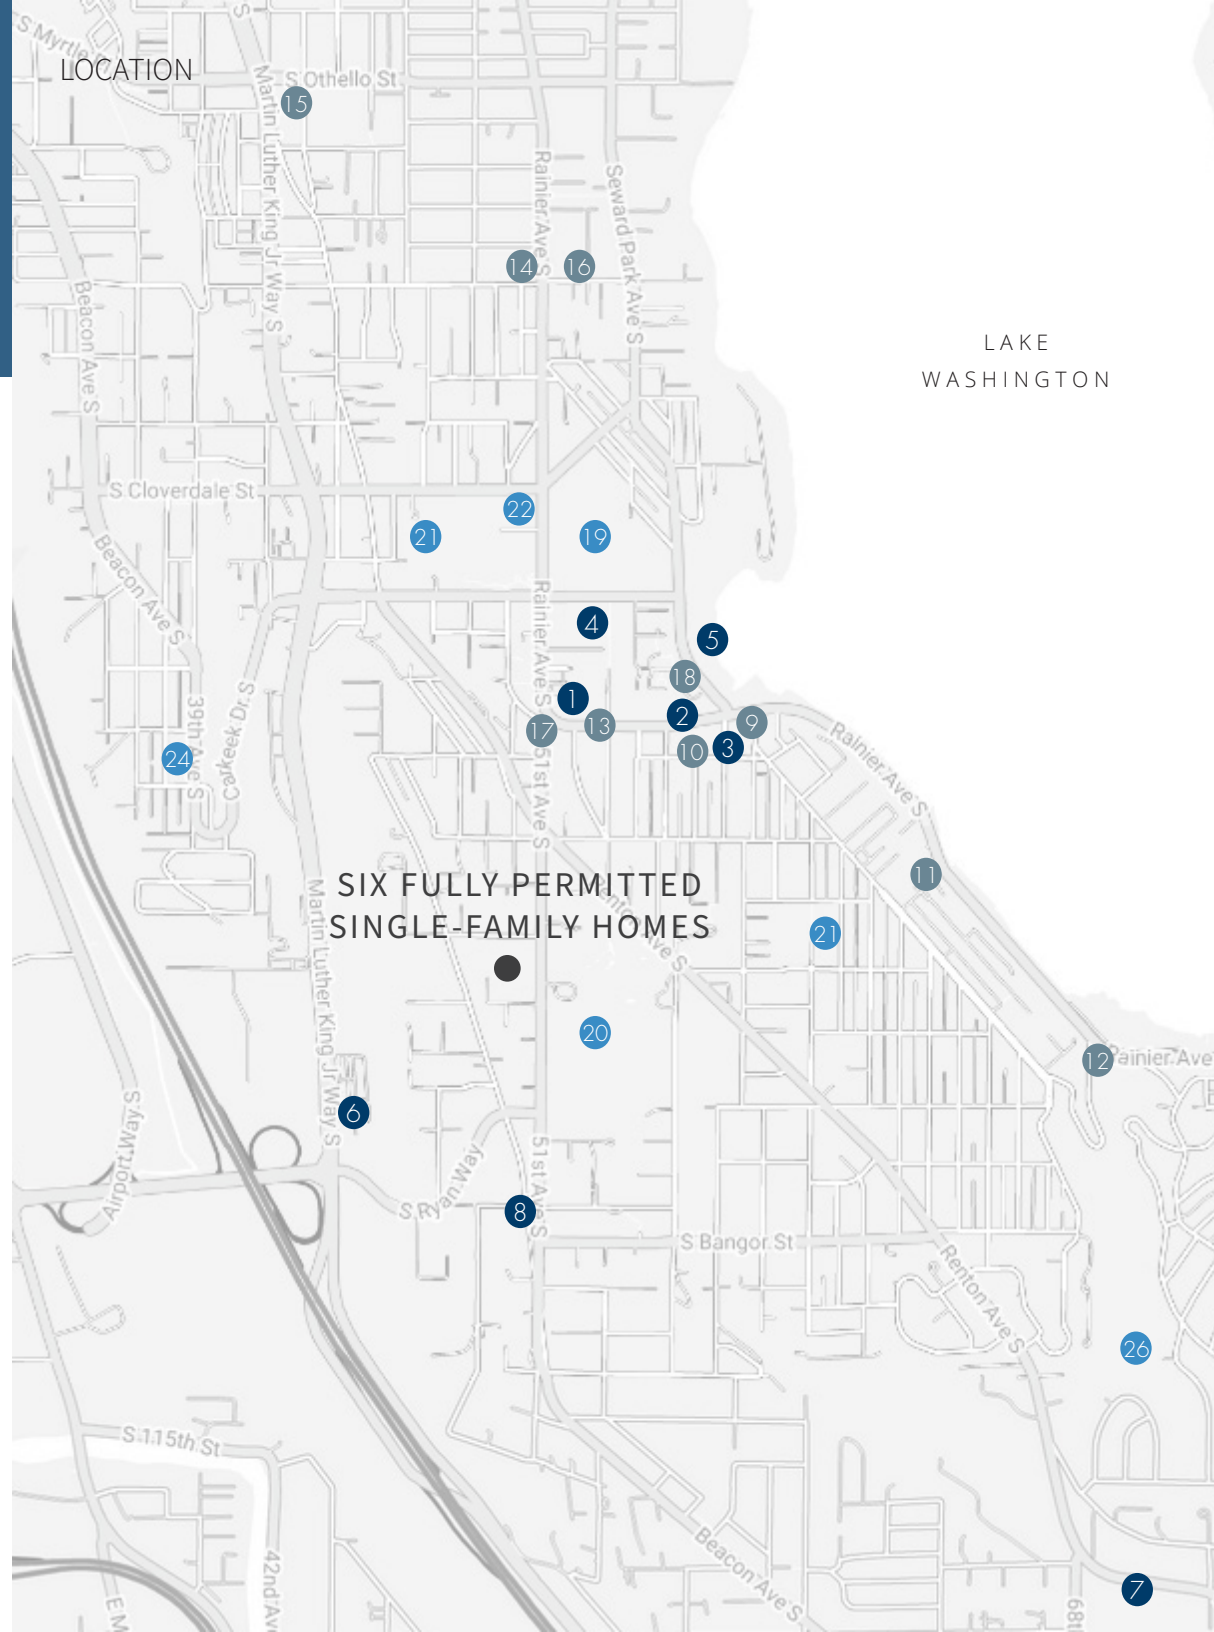 S Myrtle
S
LOCATION
S Othello St
15
Martin Luther King Jr Way S
Rainier Ave S
Seward Park Ave S
14
16
Beacon Ave S
LAKE
WASHINGTON
S Cloverdale St
22
21
19
Beacon Ave S
Rainier Ave S
4
5
18
1
2
39th Ave S
Carkeek Dr S
17
13
9
10
3
24
51st Ave S
Rainier Ave S
SIX FULLY PERMITTED
SINGLE-FAMILY HOMES
11
Martin Luther King Jr Way S
Renton Ave S
21
20
12
Rainier Ave
6
Airport Way S
S Ryan Way
51st Ave S
8
S Bangor St
Renton Ave S
26
S 115th St
Beacon Ave S
42nd Av
7
E M
68t